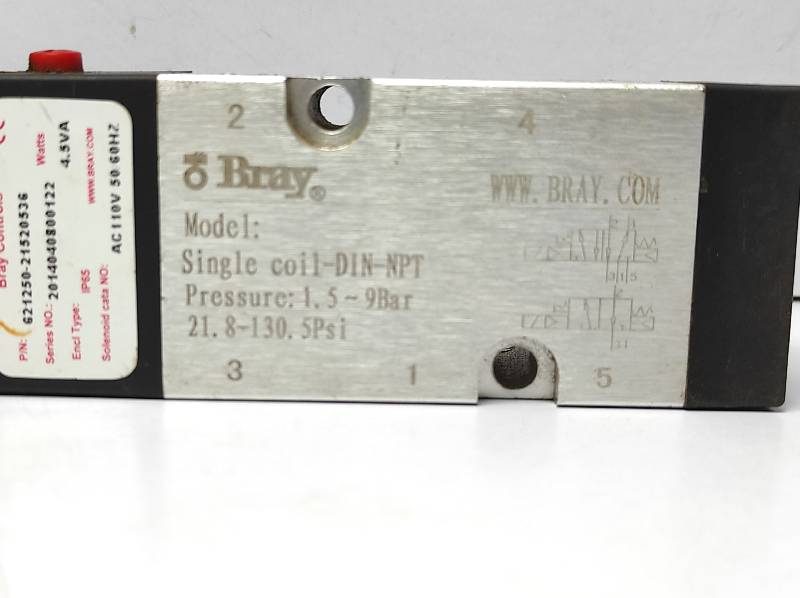 Bray Controls
P/N: 621250-21520536
Series NO.: 2014040800122
Watts 4.5VA
Encl Type: IP65
WWW.BRAY.COM
Solenoid cata NO: AC110V 50/60HZ
2
4
Bray®
WWW.BRAY.COM
Model:
Single coil-DIN-NPT
Pressure: 1.5~9Bar
21.8-130.5Psi
3
1
5